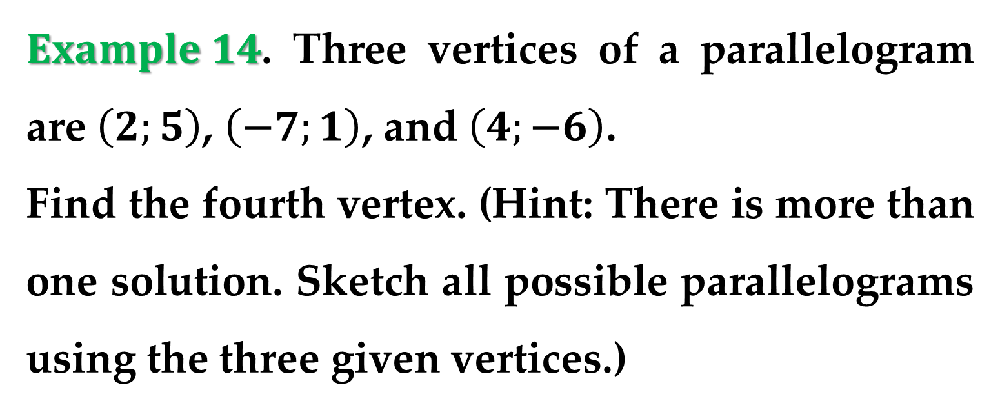 Example 14. Three vertices of a parallelogram
are (2; 5), (−7; 1), and (4; −6).
Find the fourth vertex. (Hint: There is more than
one solution. Sketch all possible parallelograms
using the three given vertices.)